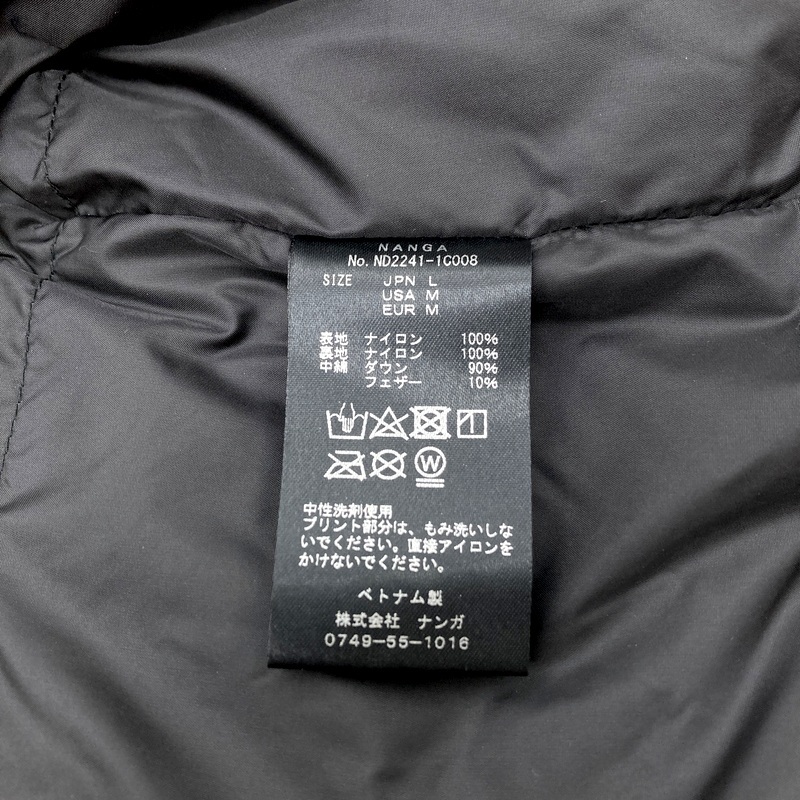 NANGA
No. ND2241-1C008
SIZE JPN L
USA M
EUR M
表地 ナイロン 100%
裏地 ナイロン 100%
中綿 ダウン 90%
フェザー 10%
W
中性洗剤使用
プリント部分は、もみ洗いしな
いでください。直接アイロンを
かけないでください。
ベトナム製
株式会社 ナンガ
0749-55-1016